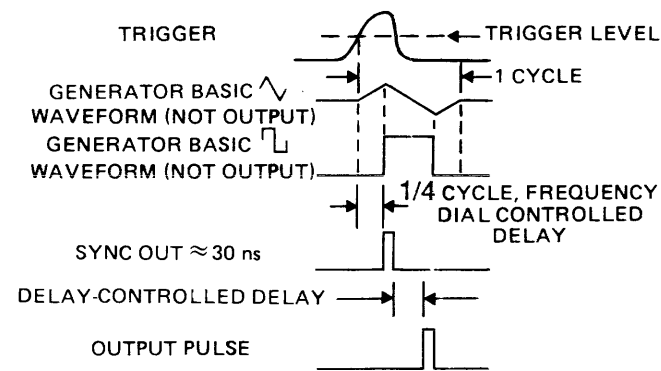 TRIGGER
TRIGGER LEVEL
1 CYCLE
GENERATOR BASIC
WAVEFORM (NOT OUTPUT)
GENERATOR BASIC
WAVEFORM (NOT OUTPUT)
1/4 CYCLE, FREQUENCY
DIAL CONTROLLED
DELAY
SYNC OUT ≈ 30 ns
DELAY-CONTROLLED DELAY
OUTPUT PULSE